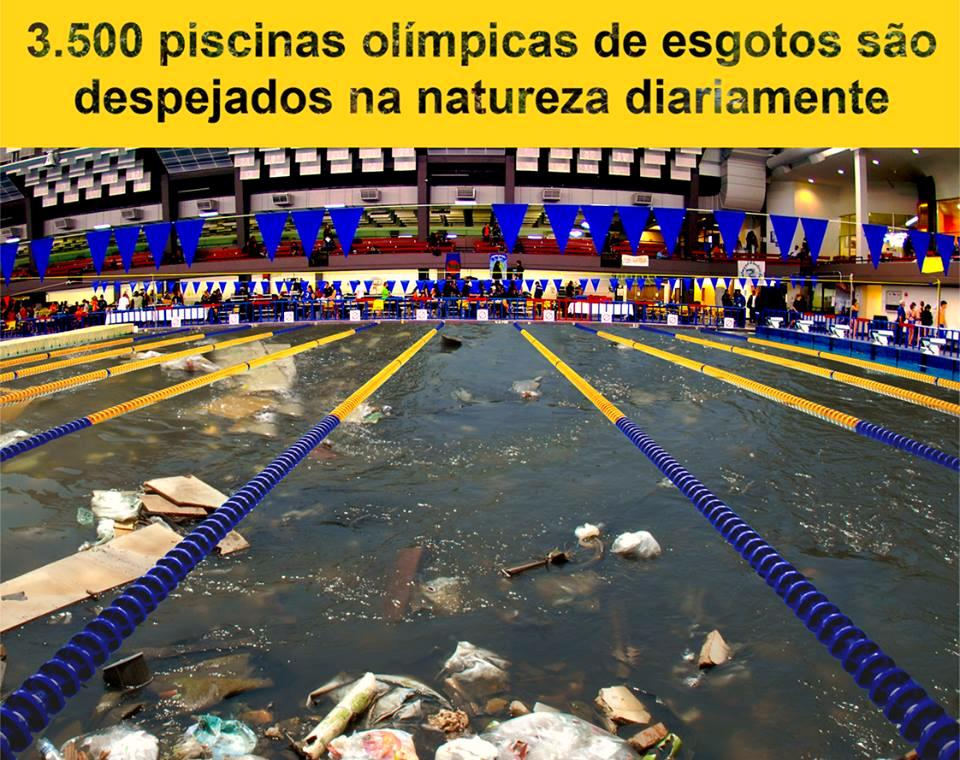 3.500 piscinas olímpicas de esgotos são
despejados na natureza diariamente